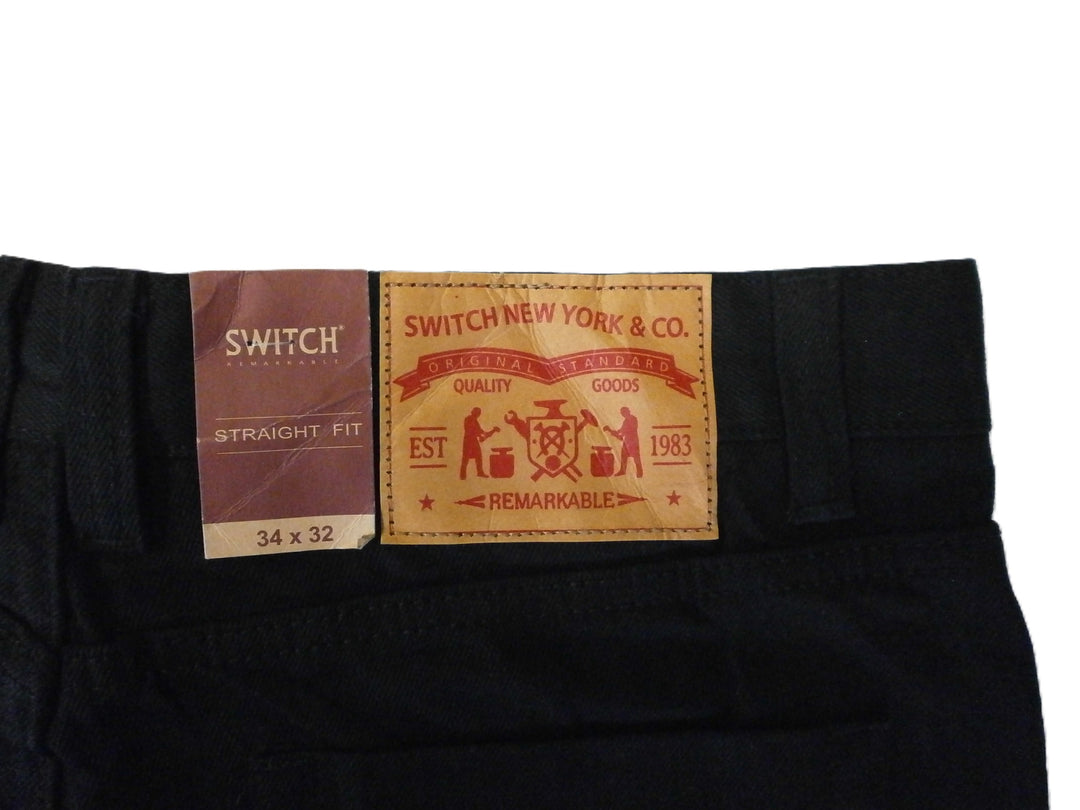 SWITCH®
REMARKABLE
STRAIGHT FIT
34 x 32
SWITCH NEW YORK & CO.
ORIGINAL STANDARD
QUALITY GOODS
EST 1983
REMARKABLE